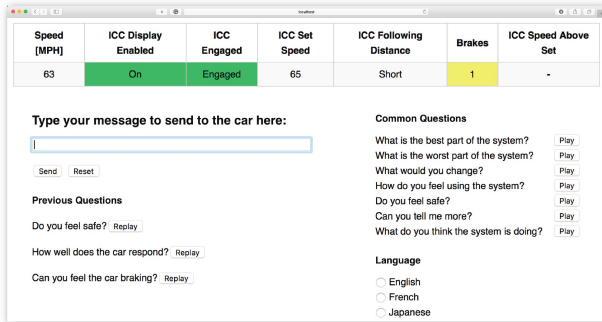 localhost
Speed [MPH] ICC Display Enabled ICC Engaged ICC Set Speed ICC Following Distance Brakes ICC Speed Above Set
63 On Engaged 65 Short 1 -
Type your message to send to the car here:
Send Reset
Previous Questions
Do you feel safe? Replay
How well does the car respond? Replay
Can you feel the car braking? Replay
Common Questions
What is the best part of the system? Play
What is the worst part of the system? Play
What would you change? Play
How do you feel using the system? Play
Do you feel safe? Play
Can you tell me more? Play
What do you think the system is doing? Play
Language
English
French
Japanese